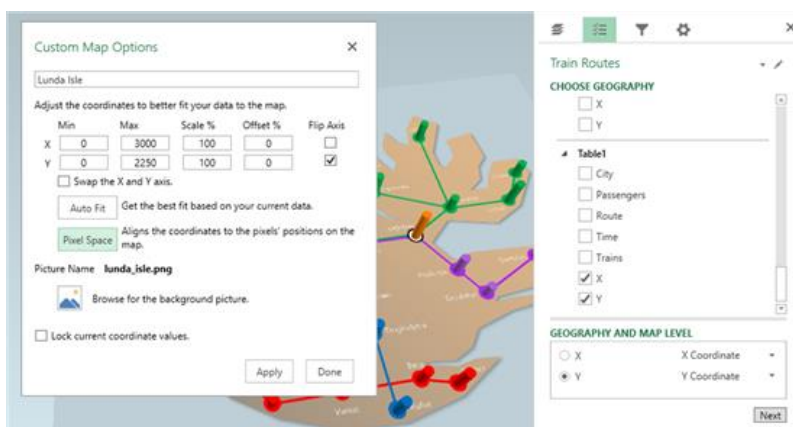 Custom Map Options
Lunda Isle
Adjust the coordinates to better fit your data to the map.
Min Max Scale % Offset % Flip Axis
X 0 3000 100 0
Y 0 2250 100 0
Swap the X and Y axis.
Auto Fit Get the best fit based on your current data.
Pixel Space Aligns the coordinates to the pixels' positions on the
map.
Picture Name lunda_isle.png
Browse for the background picture.
Lock current coordinate values.
Apply Done
Train Routes
CHOOSE GEOGRAPHY
X
Y
Table1
City
Passengers
Route
Time
Trains
X
Y
GEOGRAPHY AND MAP LEVEL
X X Coordinate
Y Y Coordinate
Next